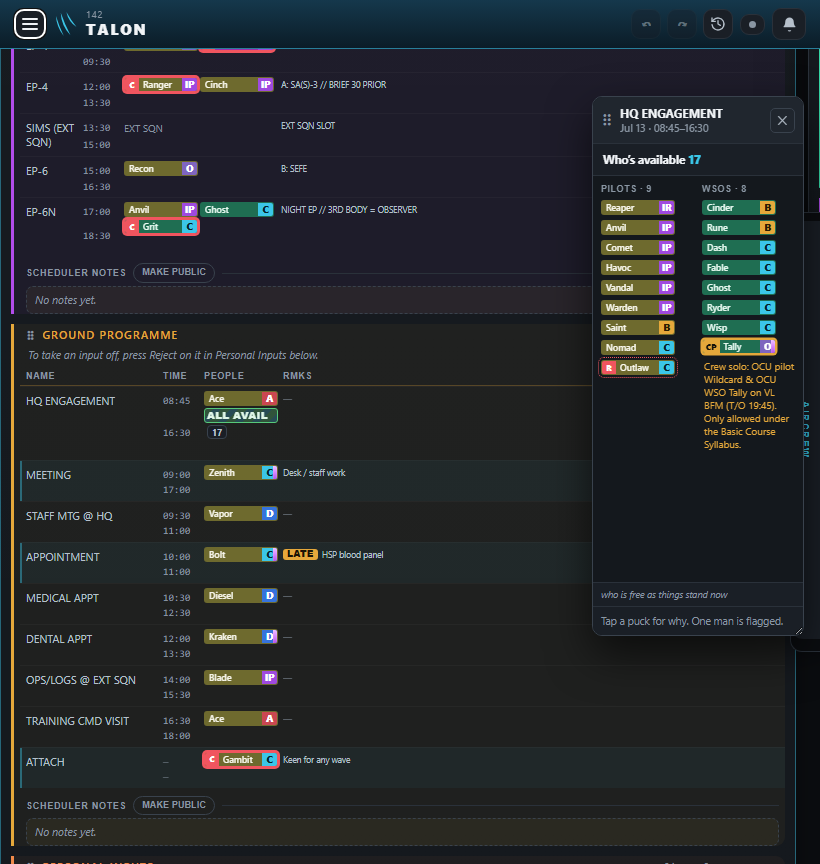 142
TALON
09:30
EP-4 12:00 C Ranger IP Cinch IP A: SA(S)-3 // BRIEF 30 PRIOR
13:30
SIMS (EXT SQN) 13:30 EXT SQN EXT SQN SLOT
15:00
EP-6 15:00 Recon O B: SEFE
16:30
EP-6N 17:00 Anvil IP Ghost C NIGHT EP // 3RD BODY = OBSERVER
C Grit C
18:30
SCHEDULER NOTES MAKE PUBLIC
No notes yet.
GROUND PROGRAMME
To take an input off, press Reject on it in Personal Inputs below.
NAME TIME PEOPLE RMKS
HQ ENGAGEMENT 08:45 Ace A —
ALL AVAIL
16:30 17
MEETING 09:00 Zenith C Desk / staff work
17:00
STAFF MTG @ HQ 09:30 Vapor D —
11:00
APPOINTMENT 10:00 Bolt C LATE HSP blood panel
11:00
MEDICAL APPT 10:30 Diesel D —
12:30
DENTAL APPT 12:00 Kraken D —
13:30
OPS/LOGS @ EXT SQN 14:00 Blade IP —
15:30
TRAINING CMD VISIT 16:30 Ace A —
18:00
ATTACH — C Gambit C Keen for any wave
—
SCHEDULER NOTES MAKE PUBLIC
No notes yet.
HQ ENGAGEMENT
Jul 13 · 08:45–16:30
Who's available 17
PILOTS · 9 WSOS · 8
Reaper IR Cinder B
Anvil IP Rune B
Comet IP Dash C
Havoc IP Fable C
Vandal IP Ghost C
Warden IP Ryder C
Saint B Wisp C
Nomad C CP Tally O
R Outlaw C
Crew solo: OCU pilot
Wildcard & OCU
WSO Tally on VL
BFM (T/O 19:45).
Only allowed under
the Basic Course
Syllabus.
who is free as things stand now
Tap a puck for why. One man is flagged.